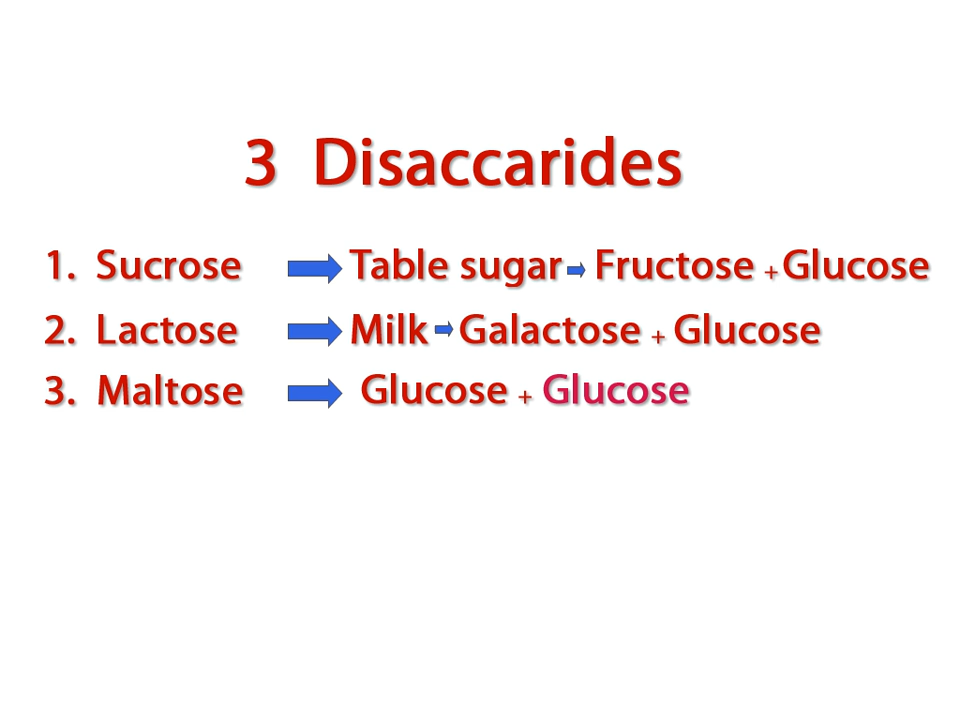 3 Disaccarides
1. Sucrose Table sugar Fructose + Glucose
2. Lactose Milk Galactose + Glucose
3. Maltose Glucose + Glucose